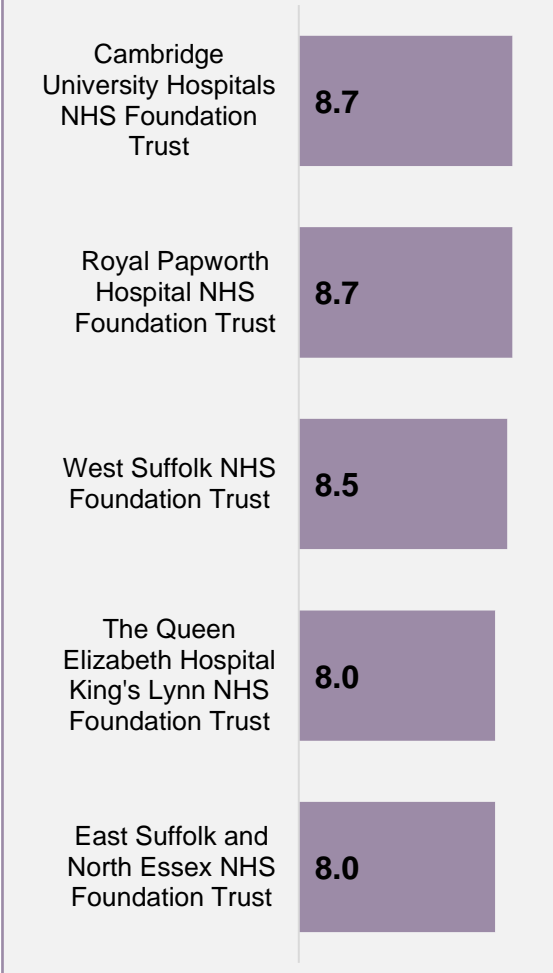 Cambridge
University Hospitals
NHS Foundation
Trust
8.7
Royal Papworth
Hospital NHS
Foundation Trust
8.7
West Suffolk NHS
Foundation Trust
8.5
The Queen
Elizabeth Hospital
King's Lynn NHS
Foundation Trust
8.0
East Suffolk and
North Essex NHS
Foundation Trust
8.0